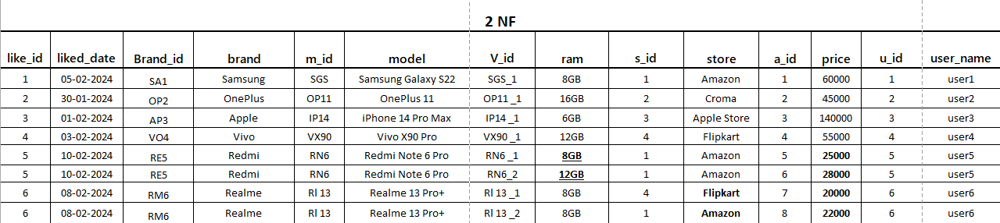 2 NF
like_id liked_date Brand_id brand m_id model V_id ram s_id store a_id price u_id user_name
1 05-02-2024 SA1 Samsung SGS Samsung Galaxy S22 SGS_1 8GB 1 Amazon 1 60000 1 user1
2 30-01-2024 OP2 OnePlus OP11 OnePlus 11 OP11 _1 16GB 2 Croma 2 45000 2 user2
3 01-02-2024 AP3 Apple IP14 iPhone 14 Pro Max IP14 _1 6GB 3 Apple Store 3 140000 3 user3
4 03-02-2024 VO4 Vivo VX90 Vivo X90 Pro VX90 _1 12GB 4 Flipkart 4 55000 4 user4
5 10-02-2024 RE5 Redmi RN6 Redmi Note 6 Pro RN6 _1 8GB 1 Amazon 5 25000 5 user5
5 10-02-2024 RE5 Redmi RN6 Redmi Note 6 Pro RN6_2 12GB 1 Amazon 6 28000 5 user5
6 08-02-2024 RM6 Realme Rl 13 Realme 13 Pro+ Rl 13 _1 8GB 4 Flipkart 7 20000 6 user6
6 08-02-2024 RM6 Realme Rl 13 Realme 13 Pro+ Rl 13 _2 8GB 1 Amazon 8 22000 6 user6